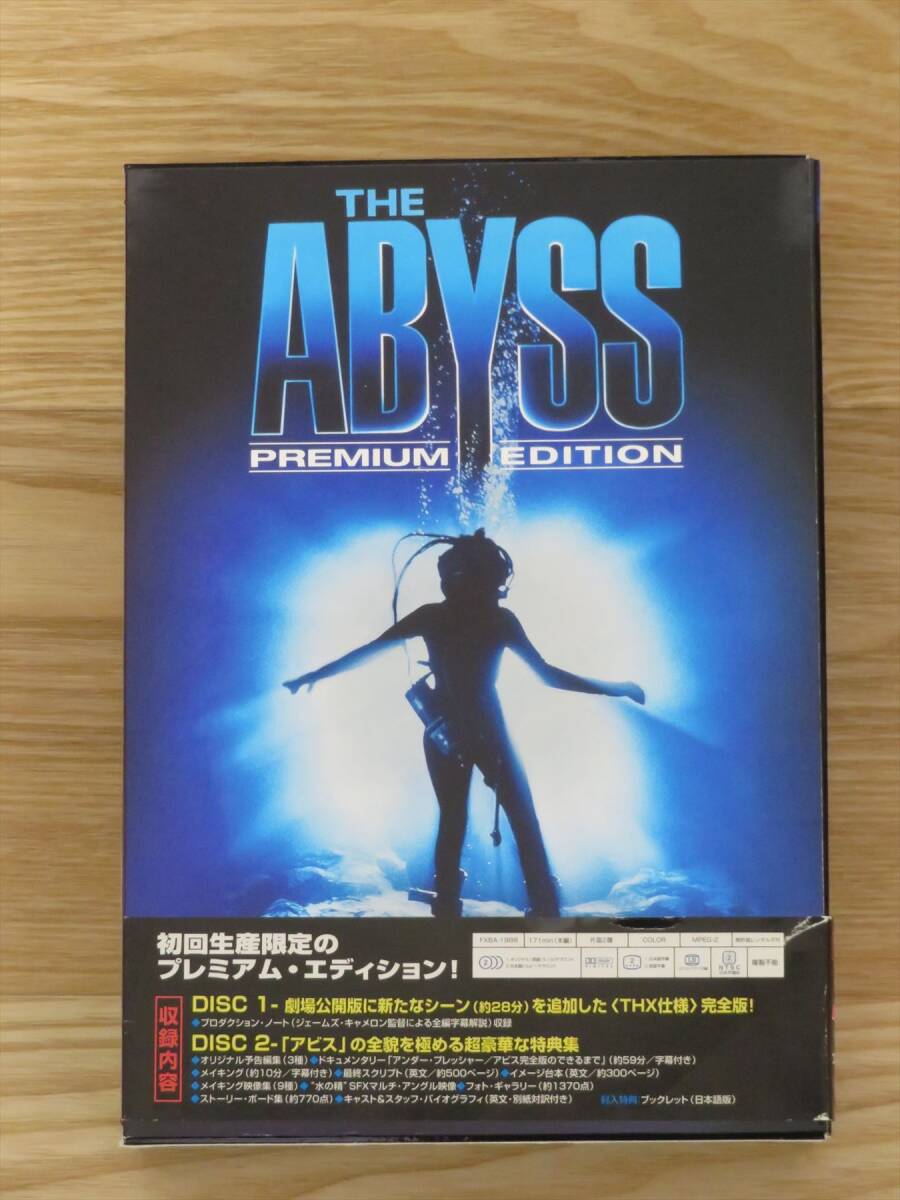 THE
ABYSS
PREMIUM EDITION
初回生産限定の
プレミアム・エディション!
FXBA-1988 171min(本編) 片面2層 COLOR MPEG-2
DIGITAL
NTSC
複製不能
収録内容
DISC 1- 劇場公開版に新たなシーン(約28分)を追加した〈THX仕様〉完全版!
◆プロダクション・ノート(ジェームズ・キャメロン監督による全編字幕解説)収録
DISC 2-「アビス」の全貌を極める超豪華な特典集
◆オリジナル予告編集(3種)◆ドキュメンタリー「アンダー・プレッシャー/アビス完全版のできるまで」(約59分/字幕付き)
◆メイキング(約10分/字幕付き)◆最終スクリプト(英文/約500ページ)◆イメージ台本(英文/約300ページ)
◆メイキング映像集(9種)◆“水の精"SFXマルチ・アングル映像◆フォト・ギャラリー(約1370点)
◆ストーリー・ボード集(約770点)◆キャスト&スタッフ・バイオグラフィ(英文・別紙対訳付き) 封入特典 ブックレット(日本語版)